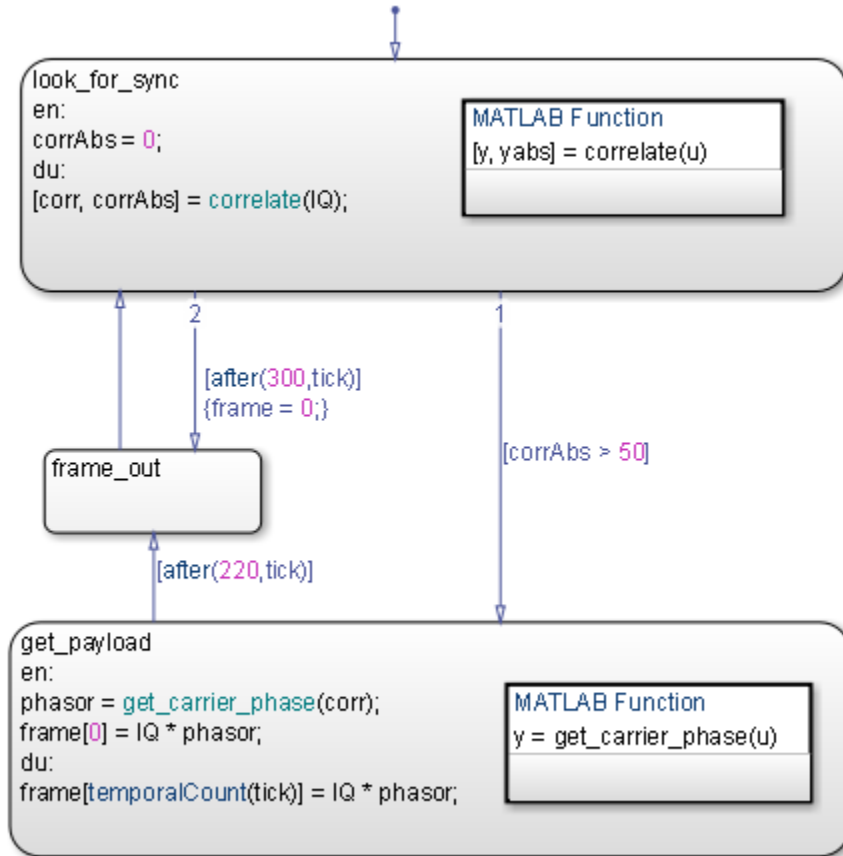 look_for_sync
en:
corrAbs = 0;
du:
[corr, corrAbs] = correlate(IQ);
MATLAB Function
[y, yabs] = correlate(u)
2
1
[after(300,tick)]
{frame = 0;}
[corrAbs > 50]
frame_out
[after(220,tick)]
get_payload
en:
phasor = get_carrier_phase(corr);
frame[0] = IQ * phasor;
du:
frame[temporalCount(tick)] = IQ * phasor;
MATLAB Function
y = get_carrier_phase(u)